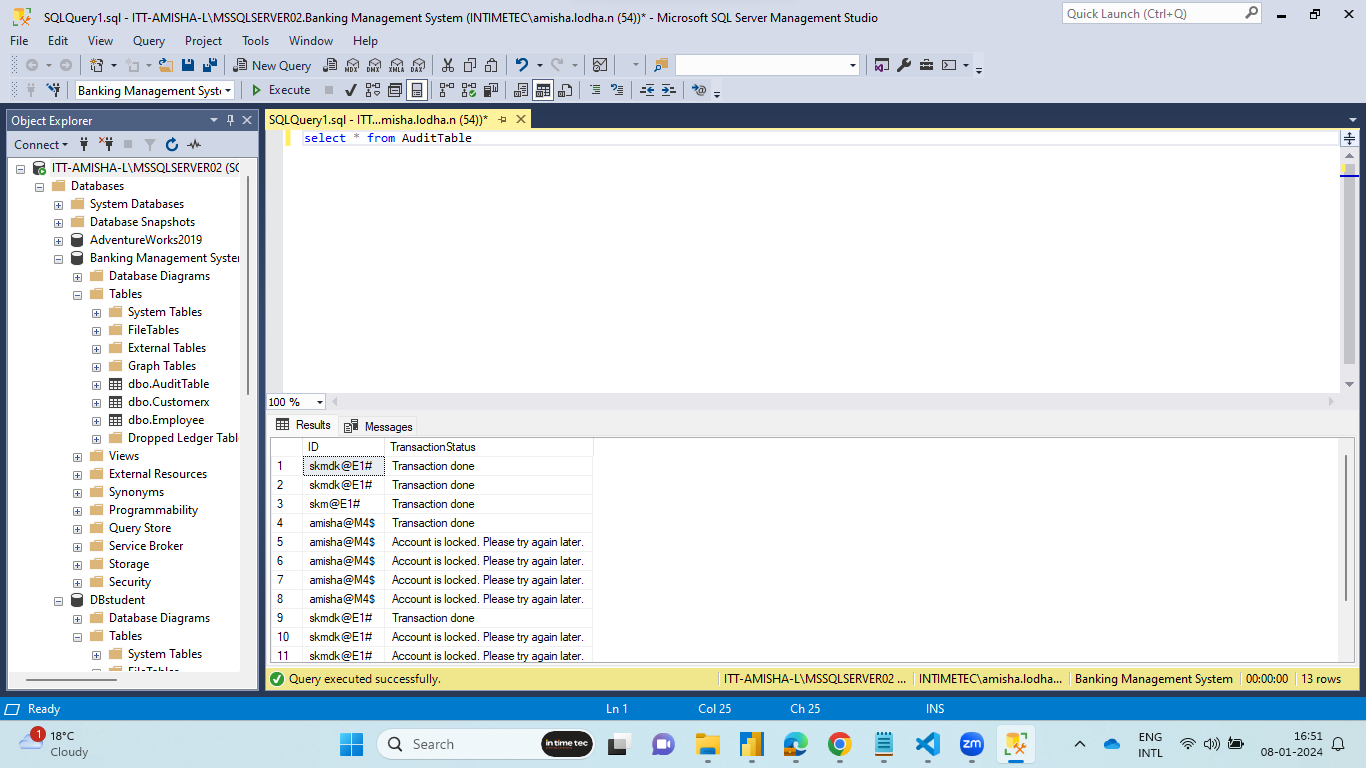 SQLQuery1.sql - ITT-AMISHA-L\MSSQLSERVER02.Banking Management System (INTIMETEC\amisha.lodha.n (54))* - Microsoft SQL Server Management Studio
Quick Launch (Ctrl+Q)
File Edit View Query Project Tools Window Help
New Query MDX DMX XMLA DAX
Banking Management Syst Execute
Object Explorer
SQLQuery1.sql - ITT...misha.lodha.n (54))*
Connect
select * from AuditTable
ITT-AMISHA-L\MSSQLSERVER02 (SQ
Databases
System Databases
Database Snapshots
AdventureWorks2019
Banking Management System
Database Diagrams
Tables
System Tables
FileTables
External Tables
Graph Tables
dbo.AuditTable
dbo.Customerx
dbo.Employee
Dropped Ledger Tabl
Views
External Resources
Synonyms
Programmability
Query Store
Service Broker
Storage
Security
DBstudent
Database Diagrams
Tables
System Tables
FileTables
100 %
Results Messages
ID TransactionStatus
1 skmdk@E1# Transaction done
2 skmdk@E1# Transaction done
3 skm@E1# Transaction done
4 amisha@M4$ Transaction done
5 amisha@M4$ Account is locked. Please try again later.
6 amisha@M4$ Account is locked. Please try again later.
7 amisha@M4$ Account is locked. Please try again later.
8 amisha@M4$ Account is locked. Please try again later.
9 skmdk@E1# Transaction done
10 skmdk@E1# Account is locked. Please try again later.
11 skmdk@E1# Account is locked. Please try again later.
Query executed successfully. ITT-AMISHA-L\MSSQLSERVER02 ... INTIMETEC\amisha.lodha... Banking Management System 00:00:00 13 rows
Ready Ln 1 Col 25 Ch 25 INS
1
18°C
Cloudy
Search
in time tec
zm
ENG
INTL
16:51
08-01-2024